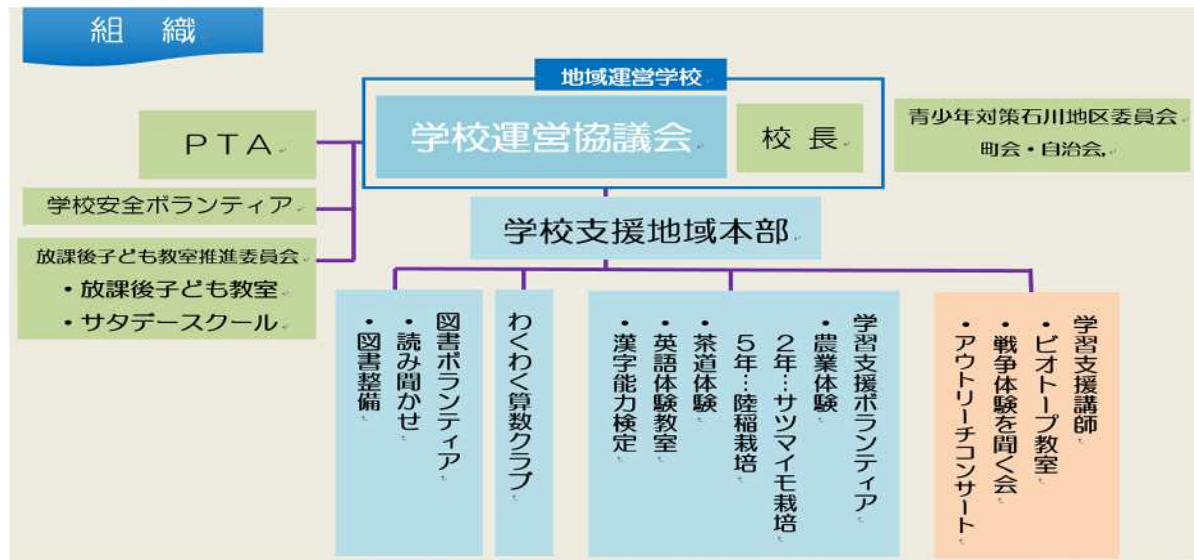 組 織
地域運営学校
学校運営協議会
校 長
青少年対策石川地区委員会
町会・自治会,
PTA
学校安全ボランティア
放課後子ども教室推進委員会
・放課後子ども教室
・サタデースクール
学校支援地域本部
図書ボランティア
・読み聞かせ
・図書整備
わくわく算数クラブ
学習支援ボランティア
・農業体験
2年…サツマイモ栽培
5年…陸稲栽培
・茶道体験
・英語体験教室
・漢字能力検定
学習支援講師
・ビオトープ教室
・戦争体験を聞く会
・アウトリーチコンサート